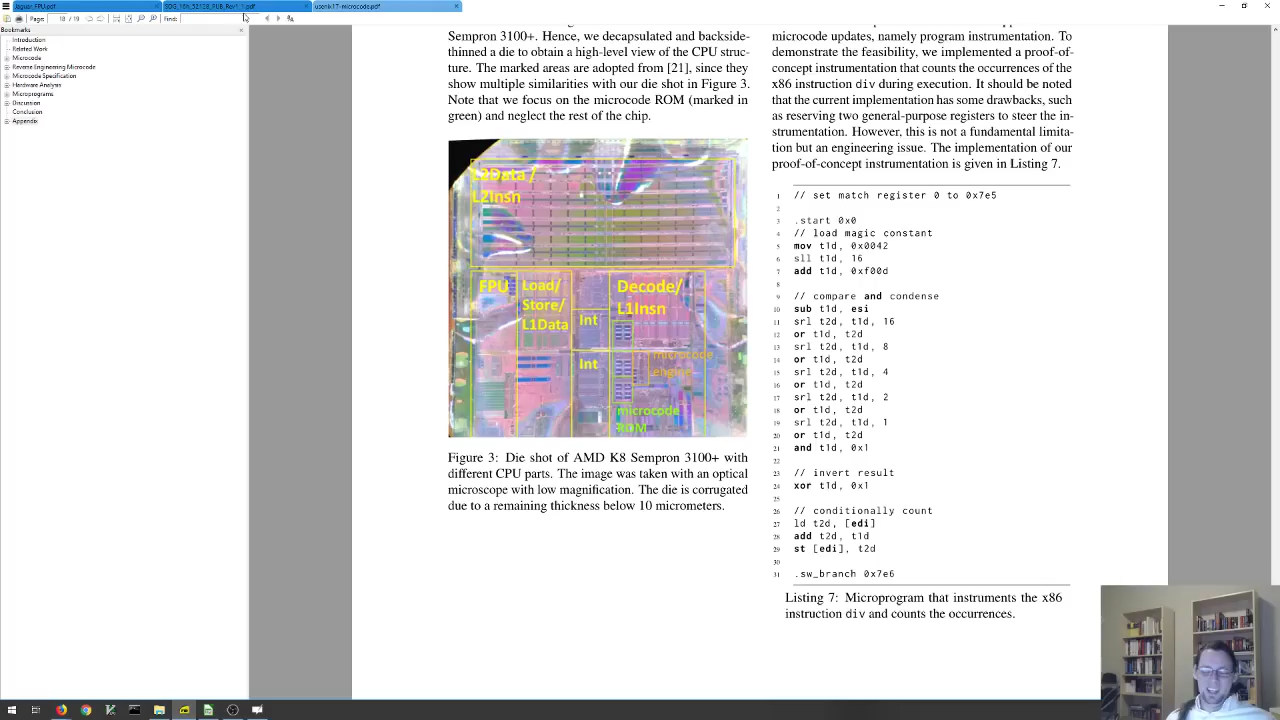 Jaguar_FPU.pdf
SOG_16h_52128_PUB_Rev1_1.pdf
usenix17-microcode.pdf
Page: 18 / 19
Find:
Bookmarks
Introduction
Related Work
Microcode
Reverse Engineering Microcode
Microcode Specification
Hardware Analysis
Microprograms
Discussion
Conclusion
Appendix
Sempron 3100+. Hence, we decapsulated and backside-
thinned a die to obtain a high-level view of the CPU struc-
ture. The marked areas are adopted from [21], since they
show multiple similarities with our die shot in Figure 3.
Note that we focus on the microcode ROM (marked in
green) and neglect the rest of the chip.
L2Data /
L2Insn
FPU
Load/
Store/
L1Data
Int
Int
Decode/
L1Insn
microcode
engine
microcode
ROM
Figure 3: Die shot of AMD K8 Sempron 3100+ with
different CPU parts. The image was taken with an optical
microscope with low magnification. The die is corrugated
due to a remaining thickness below 10 micrometers.
microcode updates, namely program instrumentation. To
demonstrate the feasibility, we implemented a proof-of-
concept instrumentation that counts the occurrences of the
x86 instruction div during execution. It should be noted
that the current implementation has some drawbacks, such
as reserving two general-purpose registers to steer the in-
strumentation. However, this is not a fundamental limita-
tion but an engineering issue. The implementation of our
proof-of-concept instrumentation is given in Listing 7.
1 // set match register 0 to 0x7e5
2
3 .start 0x0
4 // load magic constant
5 mov t1d, 0x0042
6 sll t1d, 16
7 add t1d, 0xf00d
8
9 // compare and condense
10 sub t1d, esi
11 srl t2d, t1d, 16
12 or t1d, t2d
13 srl t2d, t1d, 8
14 or t1d, t2d
15 srl t2d, t1d, 4
16 or t1d, t2d
17 srl t2d, t1d, 2
18 or t1d, t2d
19 srl t2d, t1d, 1
20 or t1d, t2d
21 and t1d, 0x1
22
23 // invert result
24 xor t1d, 0x1
25
26 // conditionally count
27 ld t2d, [edi]
28 add t2d, t1d
29 st [edi], t2d
30
31 .sw_branch 0x7e6
Listing 7: Microprogram that instruments the x86
instruction div and counts the occurrences.